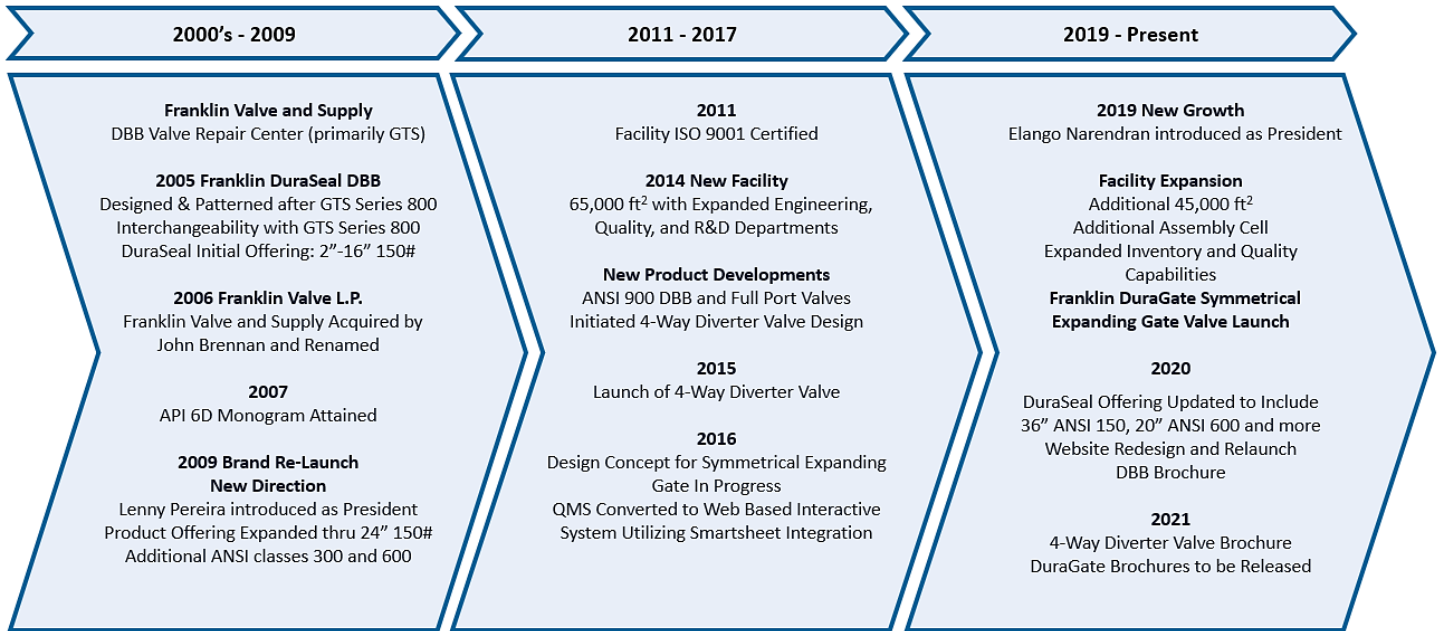 2000’s - 2009
Franklin Valve and Supply
DBB Valve Repair Center (primarily GTS)
2005 Franklin DuraSeal DBB
Designed & Patterned after GTS Series 800
Interchangeability with GTS Series 800
DuraSeal Initial Offering: 2”-16” 150#
2006 Franklin Valve L.P.
Franklin Valve and Supply Acquired by
John Brennan and Renamed
2007
API 6D Monogram Attained
2009 Brand Re-Launch
New Direction
Lenny Pereira introduced as President
Product Offering Expanded thru 24” 150#
Additional ANSI classes 300 and 600
2011 - 2017
2011
Facility ISO 9001 Certified
2014 New Facility
65,000 ft² with Expanded Engineering,
Quality, and R&D Departments
New Product Developments
ANSI 900 DBB and Full Port Valves
Initiated 4-Way Diverter Valve Design
2015
Launch of 4-Way Diverter Valve
2016
Design Concept for Symmetrical Expanding
Gate In Progress
QMS Converted to Web Based Interactive
System Utilizing Smartsheet Integration
2019 - Present
2019 New Growth
Elango Narendran introduced as President
Facility Expansion
Additional 45,000 ft²
Additional Assembly Cell
Expanded Inventory and Quality
Capabilities
Franklin DuraGate Symmetrical
Expanding Gate Valve Launch
2020
DuraSeal Offering Updated to Include
36” ANSI 150, 20” ANSI 600 and more
Website Redesign and Relaunch
DBB Brochure
2021
4-Way Diverter Valve Brochure
DuraGate Brochures to be Released